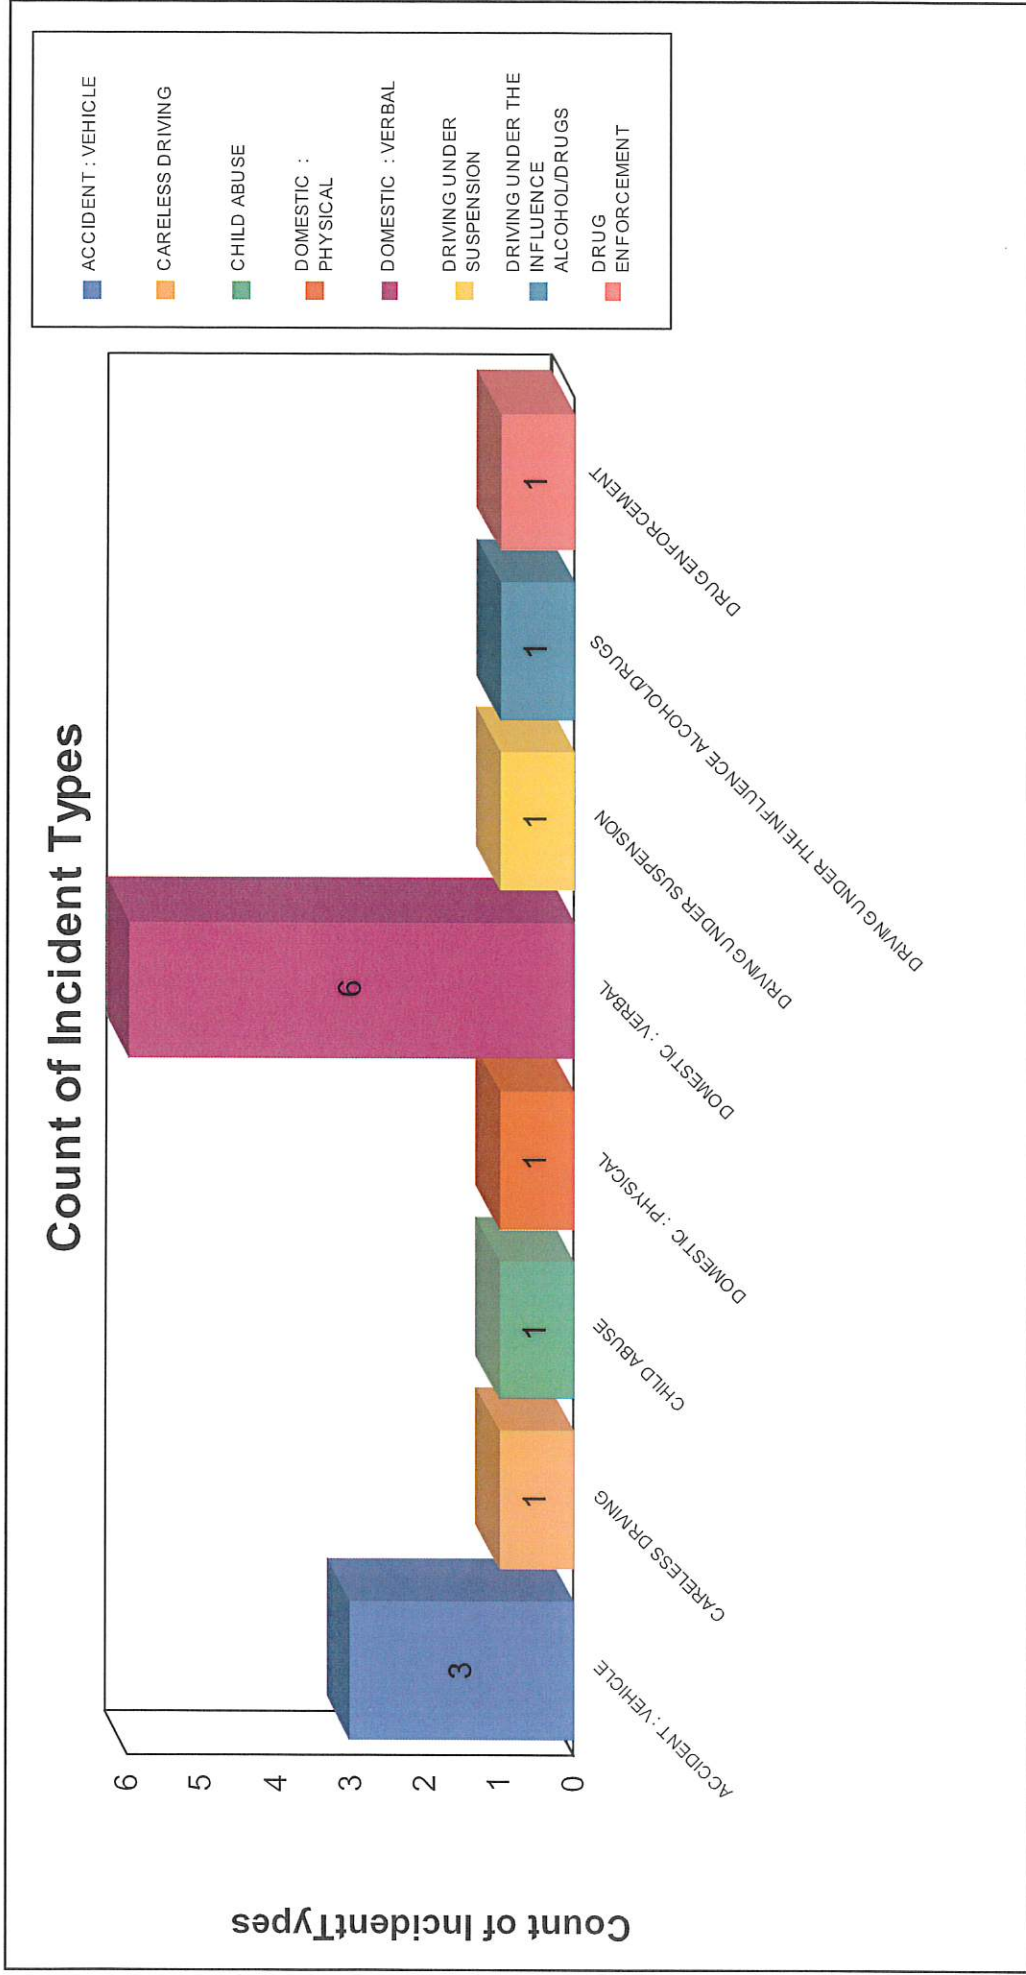 Count of Incident Types
Count of IncidentTypes
6
5
4
3
2
1
0
3
1
1
1
6
1
1
1
ACCIDENT : VEHICLE
CARELESS DRIVING
CHILD ABUSE
DOMESTIC : PHYSICAL
DOMESTIC : VERBAL
DRIVING UNDER SUSPENSION
DRIVING UNDER THE INFLUENCE ALCOHOL/DRUGS
DRUG ENFORCEMENT
ACCIDENT : VEHICLE
CARELESS DRIVING
CHILD ABUSE
DOMESTIC :
PHYSICAL
DOMESTIC : VERBAL
DRIVING UNDER
SUSPENSION
DRIVING UNDER THE
INFLUENCE
ALCOHOL/DRUGS
DRUG
ENFORCEMENT